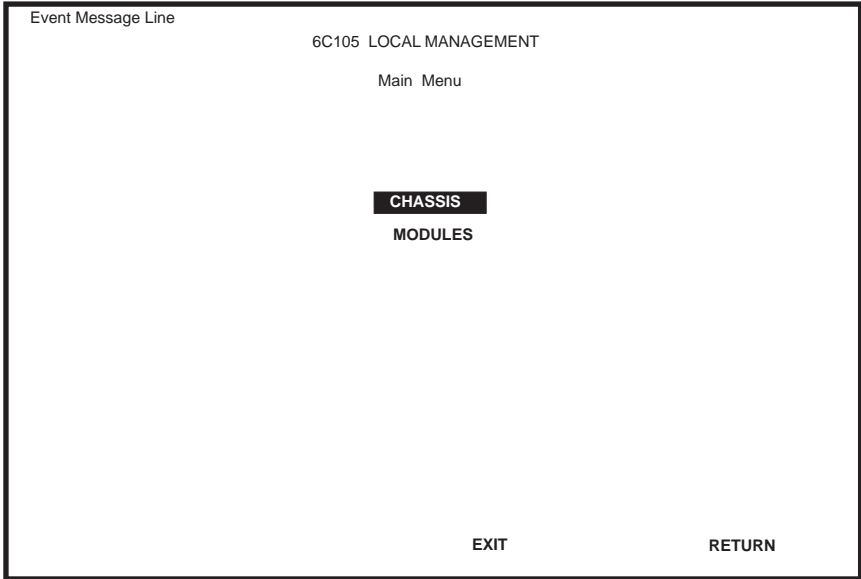 Event Message Line
6C105 LOCAL MANAGEMENT
Main Menu
CHASSIS
MODULES
EXIT RETURN